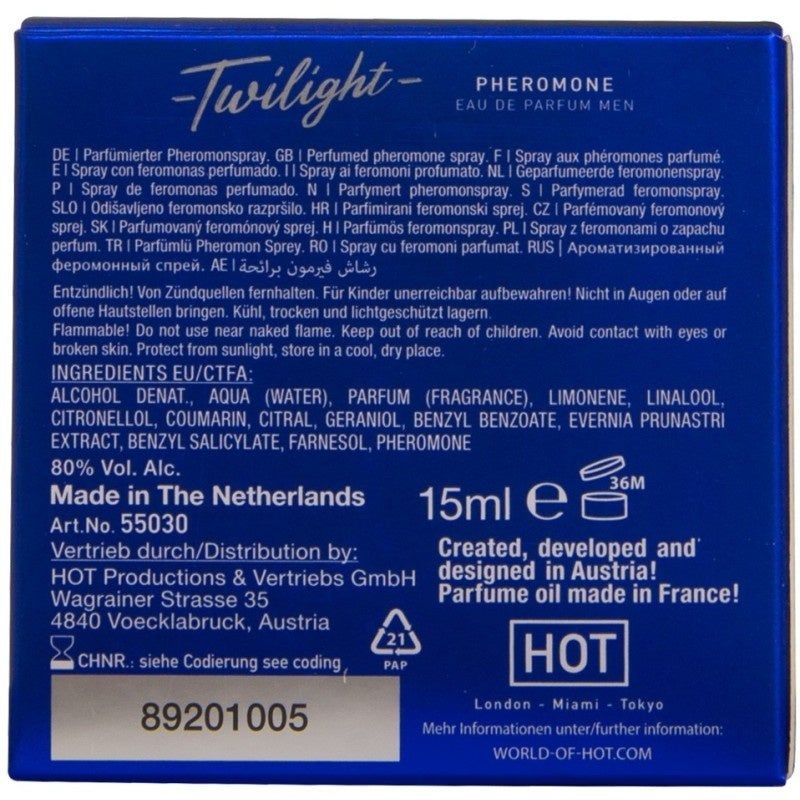 -Twilight-
PHEROMONE
EAU DE PARFUM MEN
DE | Parfümierter Pheromonspray. GB | Perfumed pheromone spray. F | Spray aux phéromones parfumé.
E | Spray con feromonas perfumado. I | Spray ai feromoni profumato. NL | Geparfumeerde feromonenspray.
P | Spray de feromonas perfumado. N | Parfymert pheromonspray. S | Parfymerad feromonspray.
SLO | Odišavljeno feromonsko razpršilo. HR | Parfimirani feromonski sprej. CZ | Parfémovaný feromonový
sprej. SK | Parfumovaný feromónový sprej. H | Parfümös feromonspray. PL | Spray z feromonami o zapachu
perfum. TR | Parfümlü Pheromon Sprey. RO | Spray cu feromoni parfumat. RUS | Ароматизированный
феромонный спрей. AE | رشاش فيرمون برائحة
Entzündlich! Von Zündquellen fernhalten. Für Kinder unerreichbar aufbewahren! Nicht in Augen oder auf
offene Hautstellen bringen. Kühl, trocken und lichtgeschützt lagern.
Flammable! Do not use near naked flame. Keep out of reach of children. Avoid contact with eyes or
broken skin. Protect from sunlight, store in a cool, dry place.
INGREDIENTS EU/CTFA:
ALCOHOL DENAT., AQUA (WATER), PARFUM (FRAGRANCE), LIMONENE, LINALOOL,
CITRONELLOL, COUMARIN, CITRAL, GERANIOL, BENZYL BENZOATE, EVERNIA PRUNASTRI
EXTRACT, BENZYL SALICYLATE, FARNESOL, PHEROMONE
80% Vol. Alc.
Made in The Netherlands
Art.No. 55030
Vertrieb durch/Distribution by:
HOT Productions & Vertriebs GmbH
Wagrainer Strasse 35
4840 Voecklabruck, Austria
CHNR.: siehe Codierung see coding
89201005
15ml e
36M
Created, developed and
designed in Austria!
Parfume oil made in France!
21
PAP
HOT
London - Miami - Tokyo
Mehr Informationen unter/further information:
WORLD-OF-HOT.COM